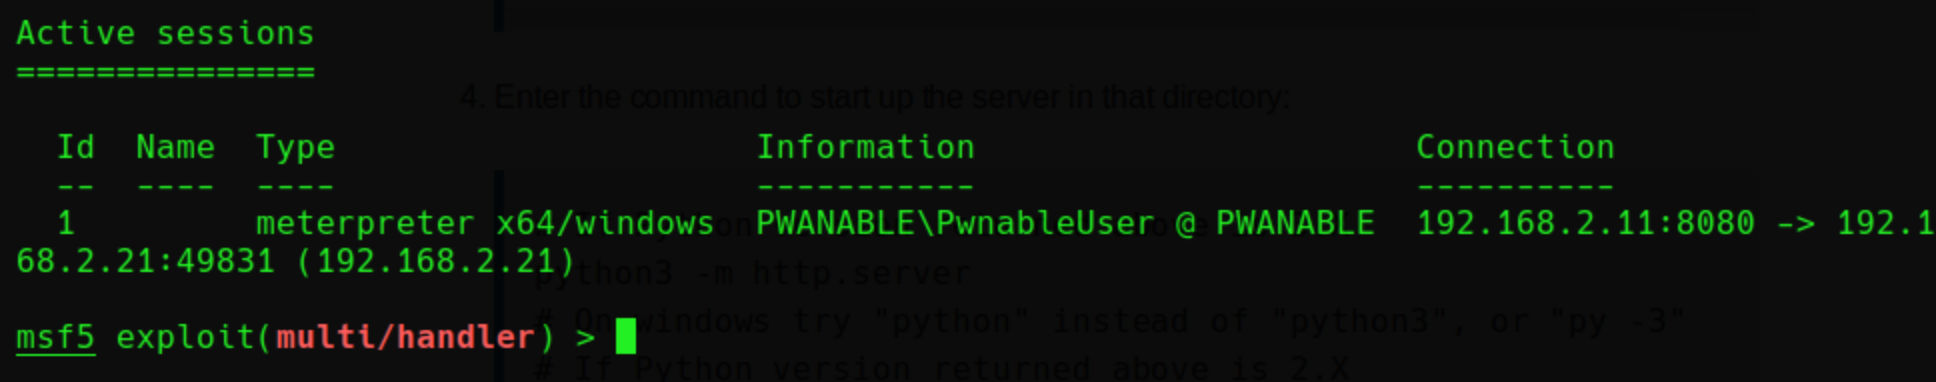 Active sessions
===============
4. Enter the command to start up the server in that directory:
Id  Name  Type                     Information                      Connection
--  ----  ----                     -----------                      ----------
1         meterpreter x64/windows  PWANABLE\PwnableUser @ PWANABLE  192.168.2.11:8080 -> 192.1
68.2.21:49831 (192.168.2.21)
python3 -m http.server
# On windows try "python" instead of "python3", or "py -3"
msf5 exploit(multi/handler) >
# If Python version returned above is 2.X